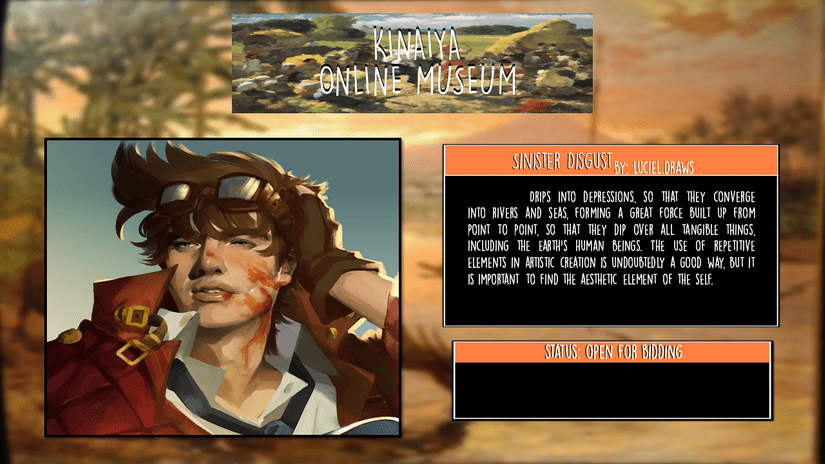 KINAIYA
ONLINE MUSEUM
SINISTER DISGUST BY: LUCIEL.DRAWS
DRIPS INTO DEPRESSIONS, SO THAT THEY CONVERGE
INTO RIVERS AND SEAS, FORMING A GREAT FORCE BUILT UP FROM
POINT TO POINT, SO THAT THEY DIP OVER ALL TANGIBLE THINGS,
INCLUDING THE EARTH'S HUMAN BEINGS. THE USE OF REPETITIVE
ELEMENTS IN ARTISTIC CREATION IS UNDOUBTEDLY A GOOD WAY, BUT IT
IS IMPORTANT TO FIND THE AESTHETIC ELEMENT OF THE SELF.
STATUS: OPEN FOR BIDDING